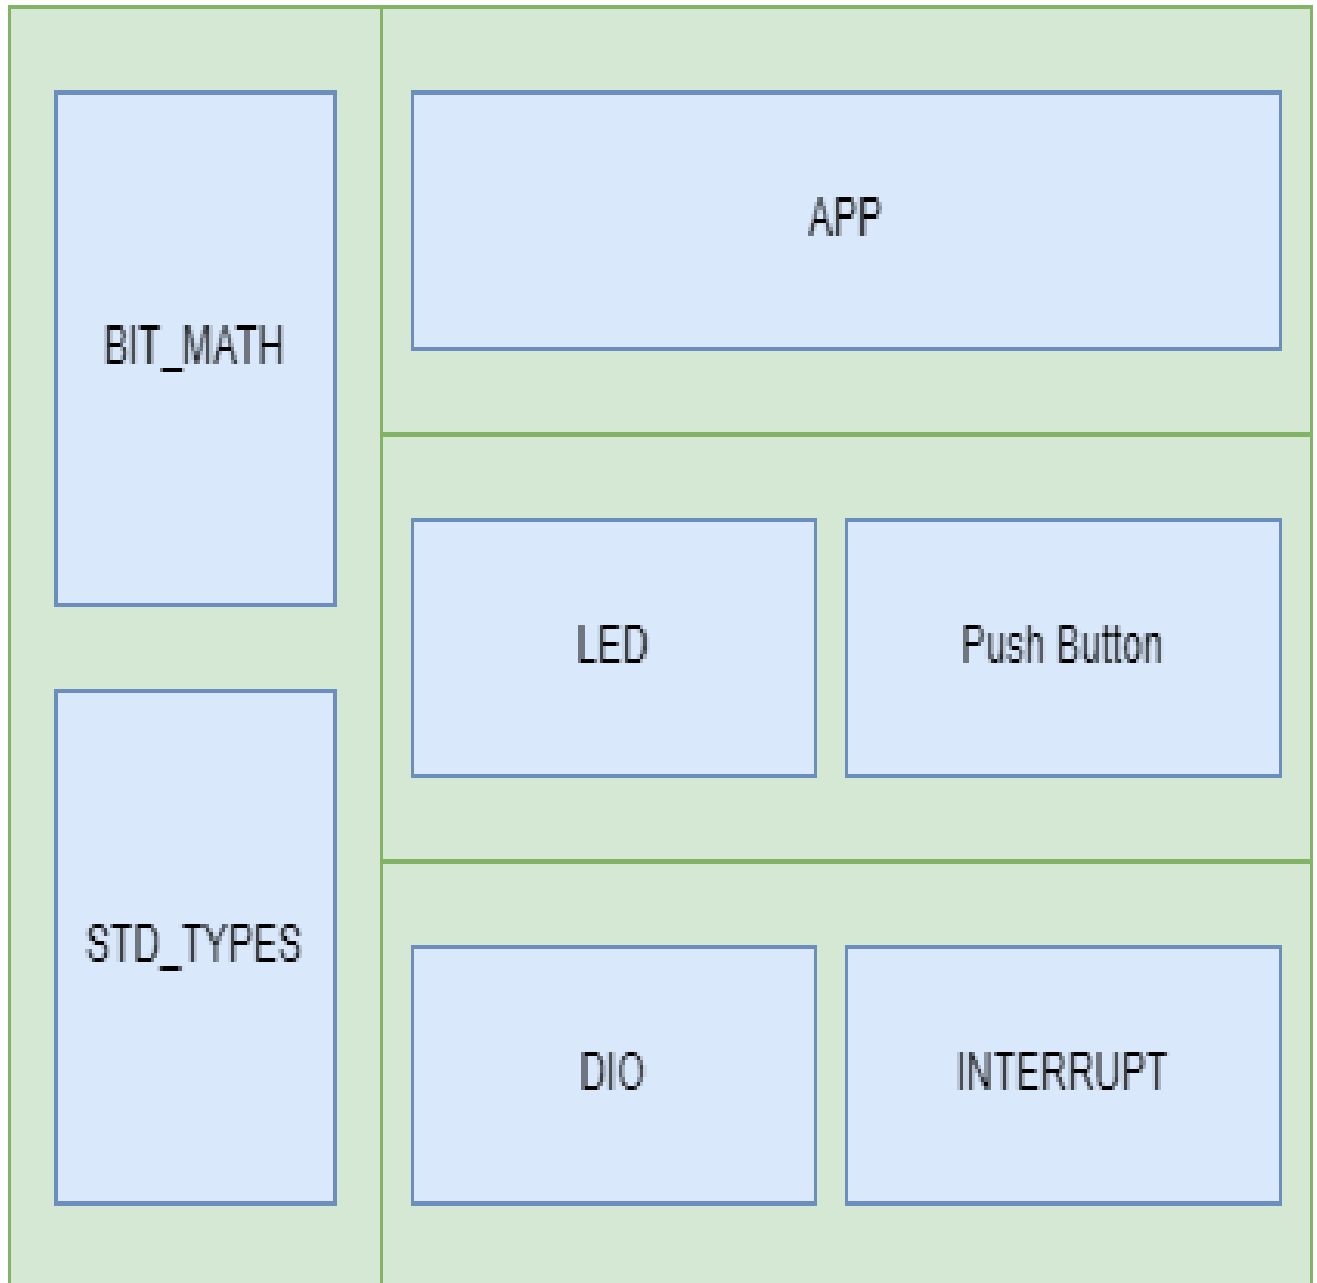 BIT_MATH
STD_TYPES
APP
LED
Push Button
DIO
INTERRUPT